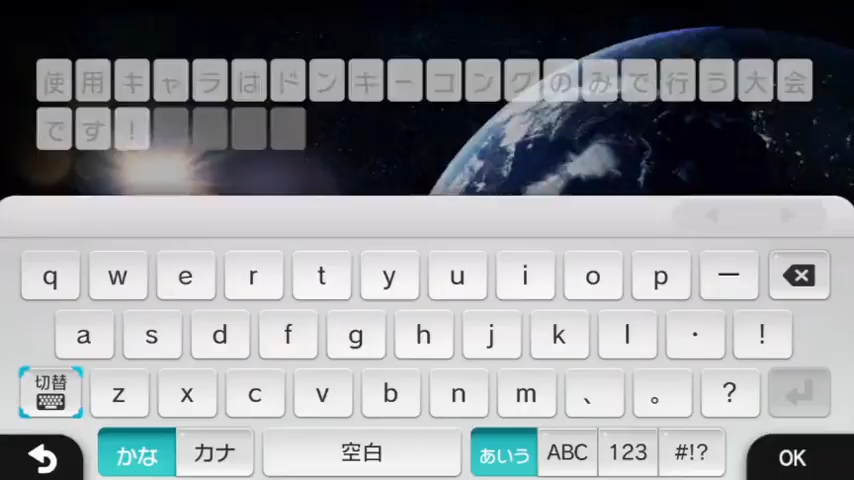 使用キャラはドンキーコングのみで行う大会
です!
q w e r t y u i o p ー
a s d f g h j k l ・ !
切替 z x c v b n m 、 。 ?
かな カナ 空白 あいう ABC 123 #!? OK